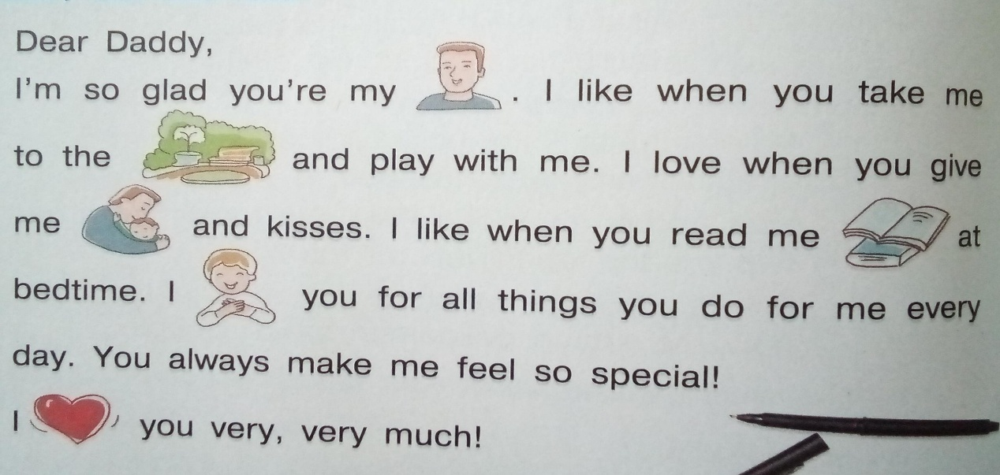 Dear Daddy,
I'm so glad you're my . I like when you take me
to the and play with me. I love when you give
me and kisses. I like when you read me at
bedtime. I you for all things you do for me every
day. You always make me feel so special!
I you very, very much!